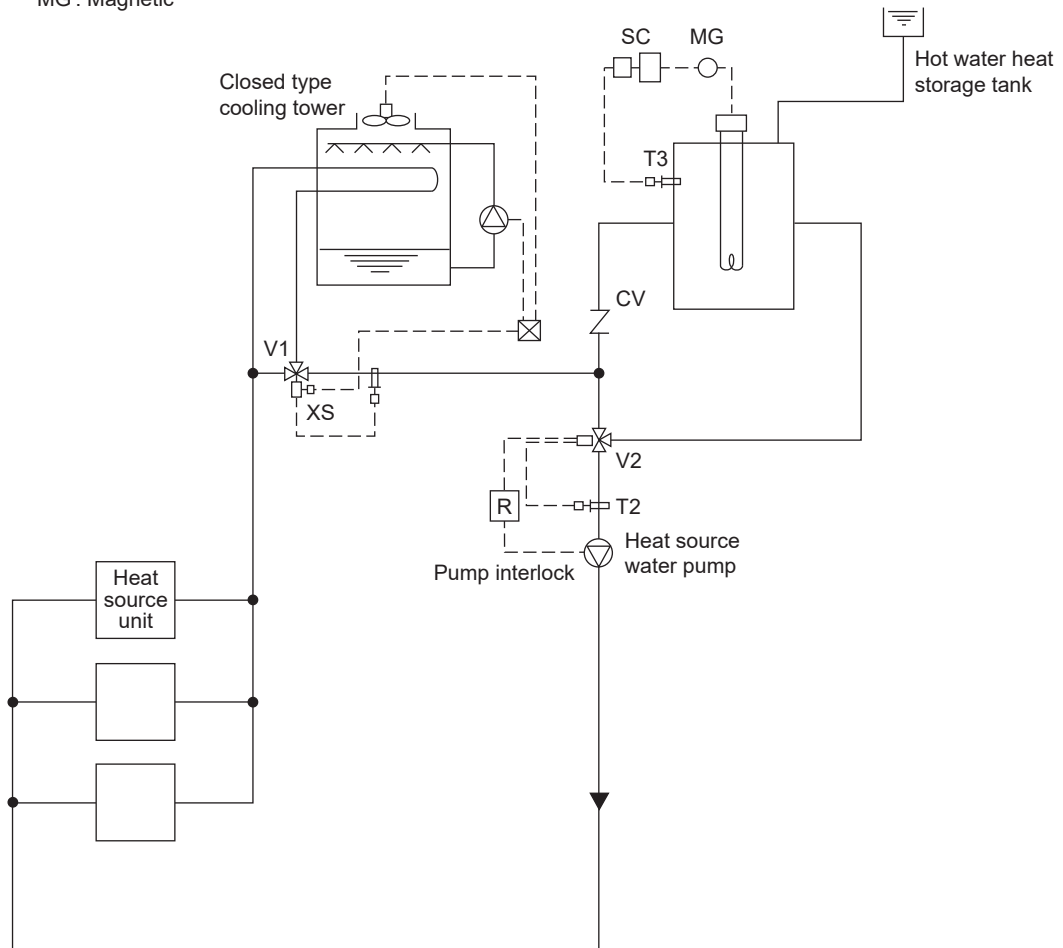 MG : Magnetic
SC
MG
Hot water heat
storage tank
Closed type
cooling tower
T3
CV
V1
XS
V2
R
T2
Heat source
water pump
Pump interlock
Heat
source
unit